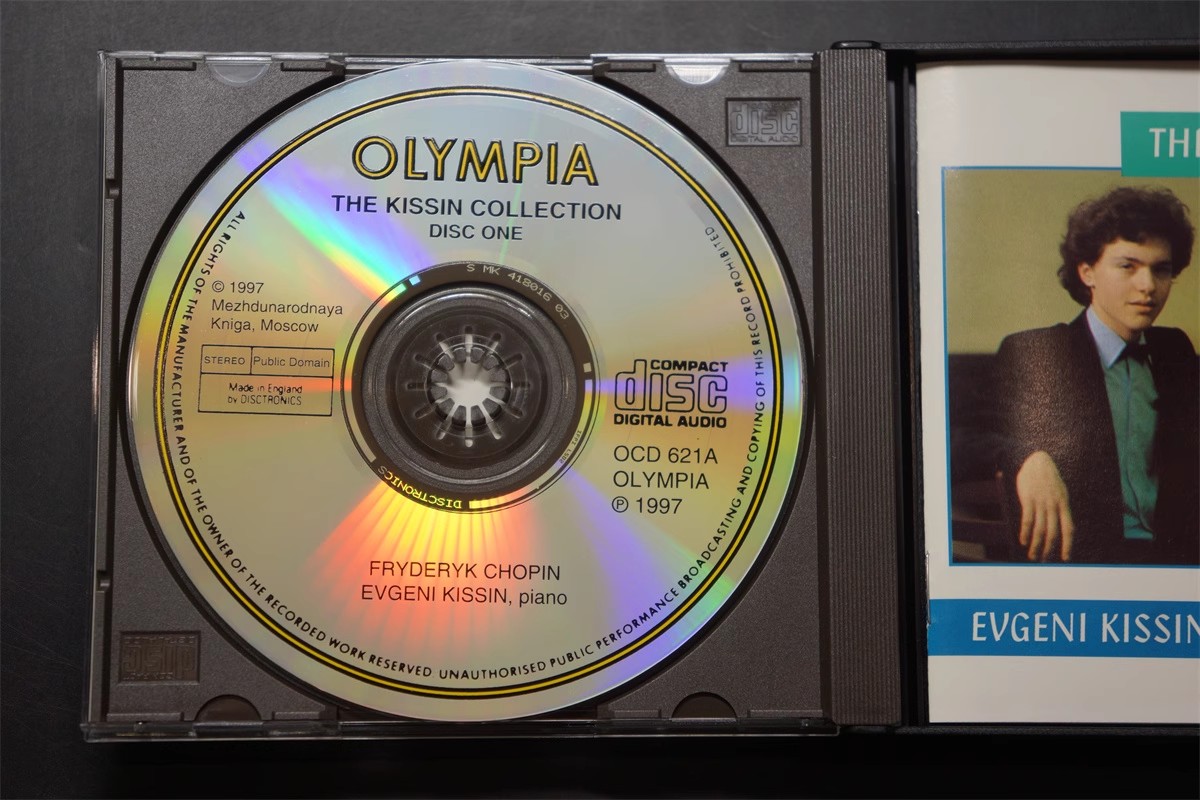 OLYMPIA
THE KISSIN COLLECTION
DISC ONE
© 1997
Mezhdunarodnaya
Kniga, Moscow
STEREO Public Domain
Made in England
by DISCTRONICS
S MK 418016 03
DISCTRONICS
COMPACT
disc
DIGITAL AUDIO
OCD 621A
OLYMPIA
℗ 1997
FRYDERYK CHOPIN
EVGENI KISSIN, piano
ALL RIGHTS OF THE MANUFACTURER AND OF THE OWNER OF THE RECORDED WORK RESERVED UNAUTHORISED PUBLIC PERFORMANCE BROADCASTING AND COPYING OF THIS RECORD PROHIBITED
disc
DIGITAL AUDIO
TH
EVGENI KISSIN